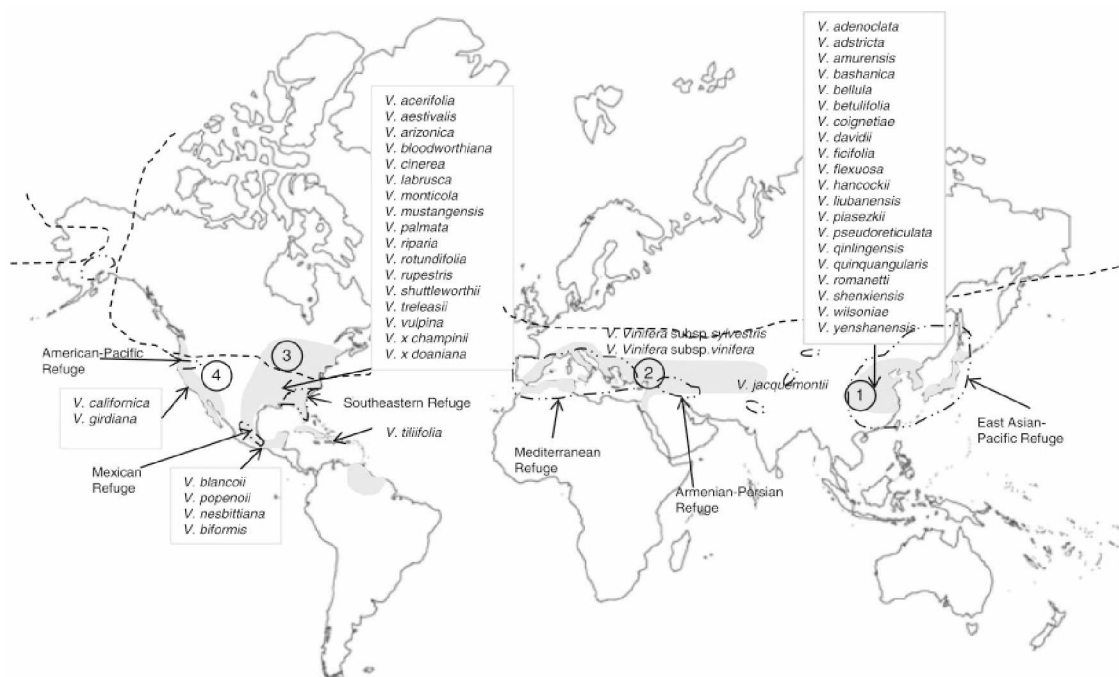 V. acerifolia
V. aestivalis
V. arizonica
V. bloodworthiana
V. cinerea
V. labrusca
V. monticola
V. mustangensis
V. palmata
V. riparia
V. rotundifolia
V. rupestris
V. shuttleworthii
V. treleasii
V. vulpina
V. x champinii
V. x doaniana
V. adenoclata
V. adstricta
V. amurensis
V. bashanica
V. bellula
V. betulifolia
V. coignetiae
V. davidii
V. ficifolia
V. flexuosa
V. hancockii
V. liubanensis
V. piasezkii
V. pseudoreticulata
V. qinlingensis
V. quinquangularis
V. romanetti
V. shenxiensis
V. wilsoniae
V. yenshanensis
American-Pacific
Refuge
3
4
V. californica
V. girdiana
Southeastern Refuge
V. tiliifolia
Mexican
Refuge
V. blancoii
V. popenoii
V. nesbittiana
V. biformis
V. Vinifera subsp.sylvestris
V. Vinifera subsp.vinifera
2
V. jacquemontii
1
Mediterranean
Refuge
Armenian-Persian
Refuge
East Asian-
Pacific Refuge